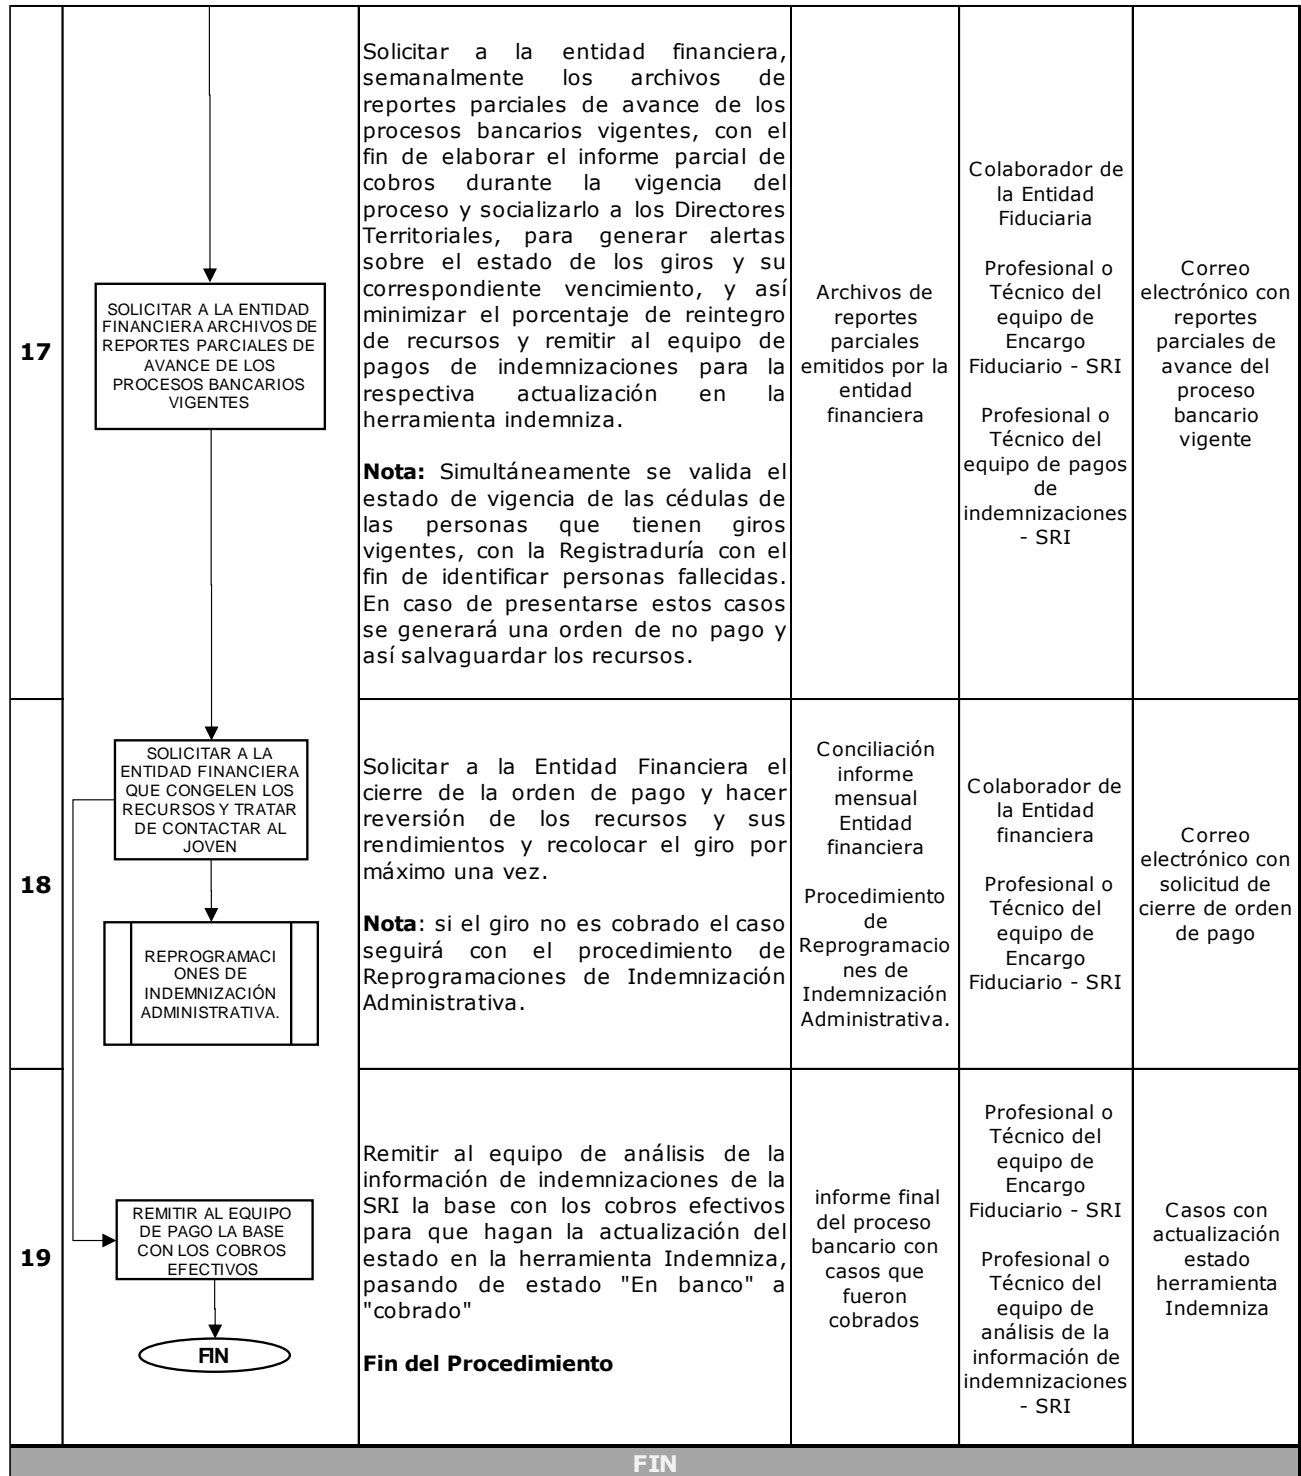 17
SOLICITAR A LA ENTIDAD
FINANCIERA ARCHIVOS DE
REPORTES PARCIALES DE
AVANCE DE LOS
PROCESOS BANCARIOS
VIGENTES
Solicitar a la entidad financiera,
semanalmente los archivos de
reportes parciales de avance de los
procesos bancarios vigentes, con el
fin de elaborar el informe parcial de
cobros durante la vigencia del
proceso y socializarlo a los Directores
Territoriales, para generar alertas
sobre el estado de los giros y su
correspondiente vencimiento, y así
minimizar el porcentaje de reintegro
de recursos y remitir al equipo de
pagos de indemnizaciones para la
respectiva actualización en la
herramienta indemniza.
Nota: Simultáneamente se valida el
estado de vigencia de las cédulas de
las personas que tienen giros
vigentes, con la Registraduría con el
fin de identificar personas fallecidas.
En caso de presentarse estos casos
se generará una orden de no pago y
así salvaguardar los recursos.
Archivos de
reportes
parciales
emitidos por la
entidad
financiera
Colaborador de
la Entidad
Fiduciaria
Profesional o
Técnico del
equipo de
Encargo
Fiduciario - SRI
Profesional o
Técnico del
equipo de pagos
de
indemnizaciones
- SRI
Correo
electrónico con
reportes
parciales de
avance del
proceso
bancario
vigente
18
SOLICITAR A LA
ENTIDAD FINANCIERA
QUE CONGELEN LOS
RECURSOS Y TRATAR
DE CONTACTAR AL
JOVEN
REPROGRAMACI
ONES DE
INDEMNIZACIÓN
ADMINISTRATIVA.
Solicitar a la Entidad Financiera el
cierre de la orden de pago y hacer
reversión de los recursos y sus
rendimientos y recolocar el giro por
máximo una vez.
Nota: si el giro no es cobrado el caso
seguirá con el procedimiento de
Reprogramaciones de Indemnización
Administrativa.
Conciliación
informe
mensual
Entidad
financiera
Procedimiento
de
Reprogramacio
nes de
Indemnización
Administrativa.
Colaborador de
la Entidad
financiera
Profesional o
Técnico del
equipo de
Encargo
Fiduciario - SRI
Correo
electrónico con
solicitud de
cierre de orden
de pago
19
REMITIR AL EQUIPO
DE PAGO LA BASE
CON LOS COBROS
EFECTIVOS
FIN
Remitir al equipo de análisis de la
información de indemnizaciones de la
SRI la base con los cobros efectivos
para que hagan la actualización del
estado en la herramienta Indemniza,
pasando de estado "En banco" a
"cobrado"
Fin del Procedimiento
informe final
del proceso
bancario con
casos que
fueron
cobrados
Profesional o
Técnico del
equipo de
Encargo
Fiduciario - SRI
Profesional o
Técnico del
equipo de
análisis de la
información de
indemnizaciones
- SRI
Casos con
actualización
estado
herramienta
Indemniza
FIN